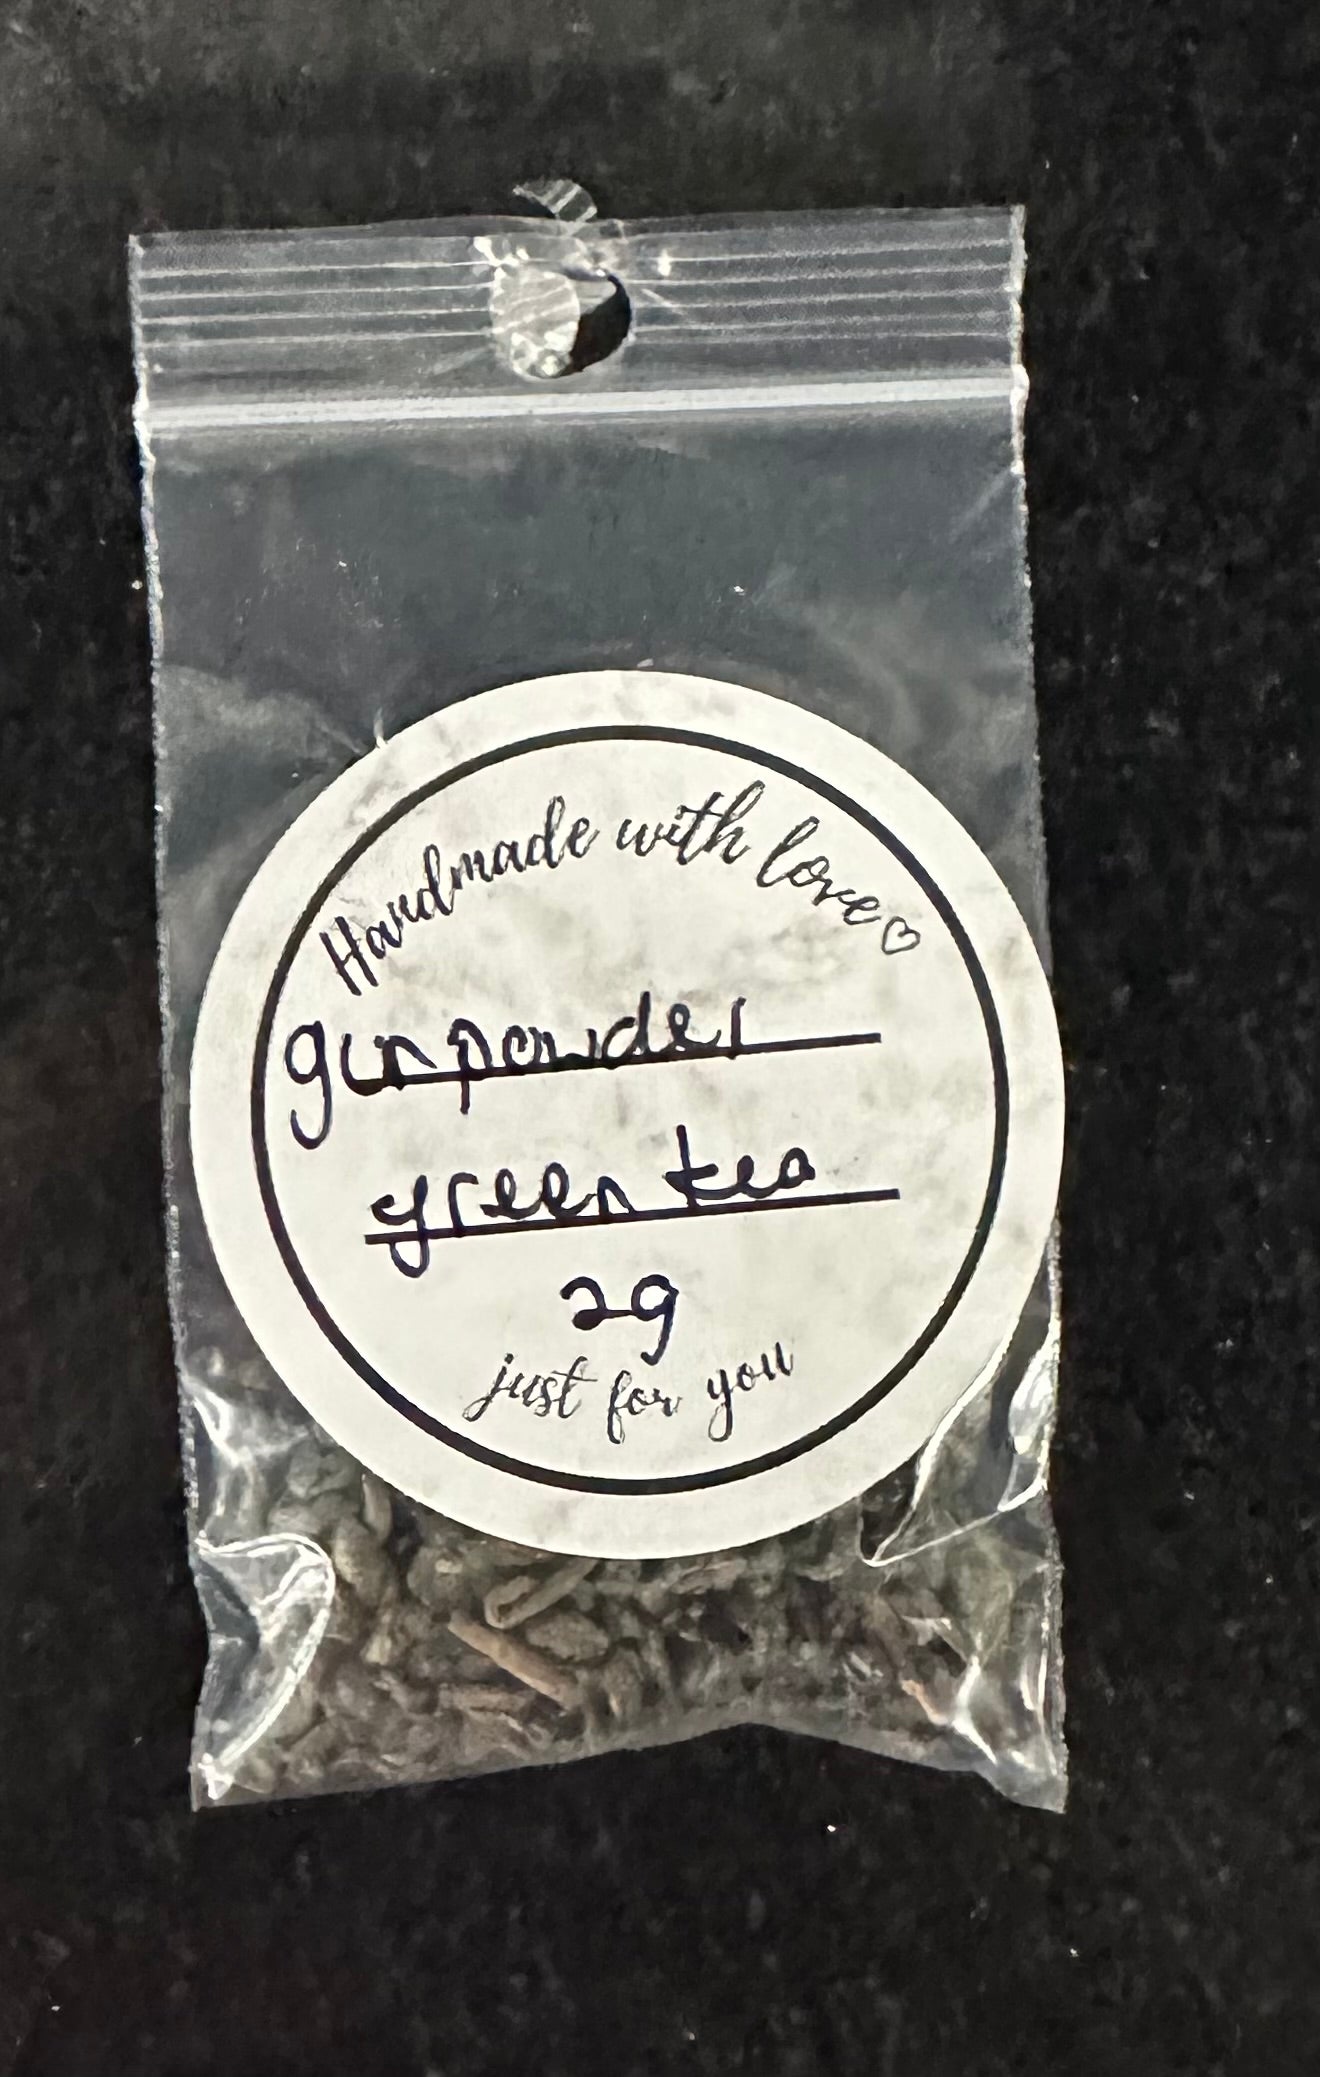 Handmade with love♡
gunpowder
green tea
2g
just for you